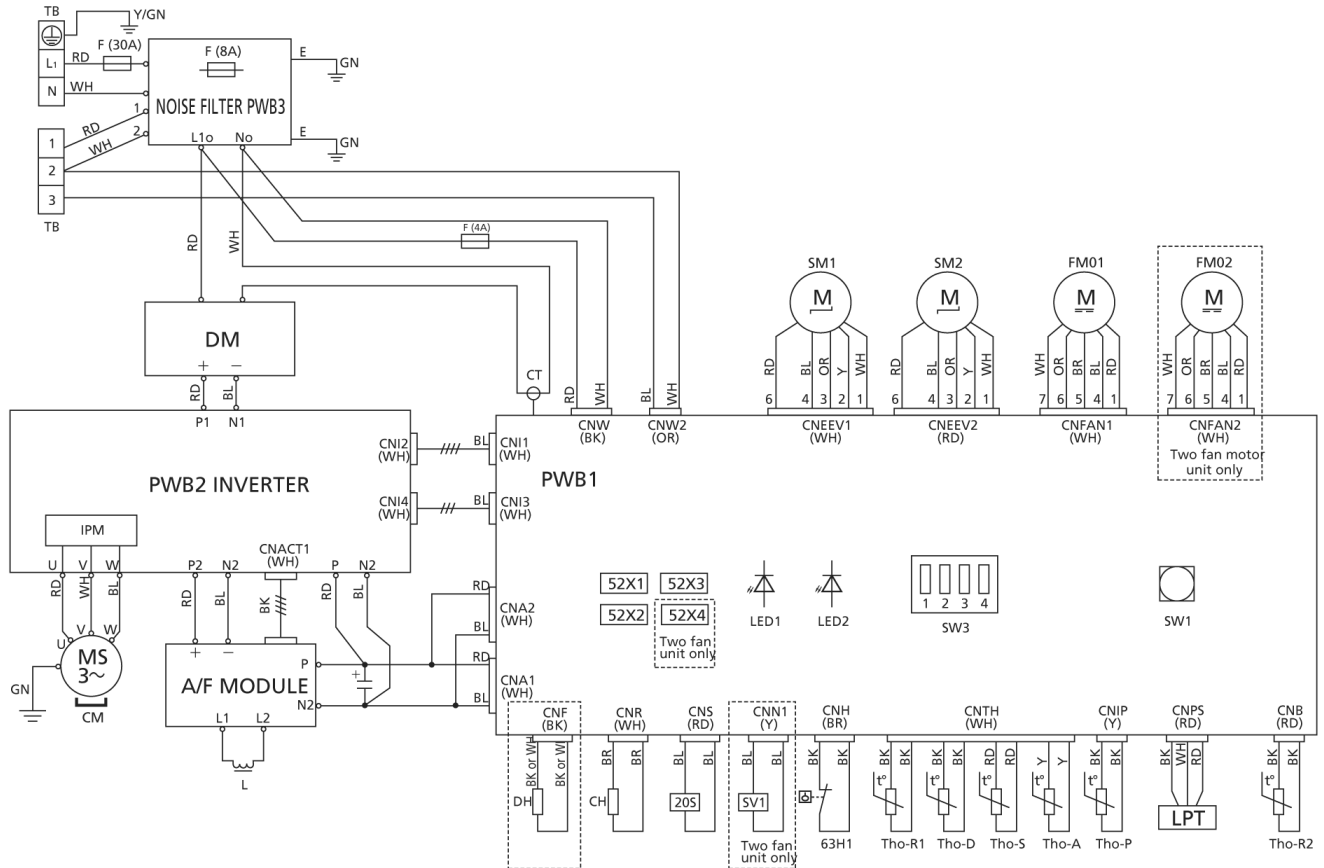 TB
Y/GN
L1
RD
F (30A)
F (8A)
E
GN
N
WH
1
NOISE FILTER PWB3
2
RD
WH
L1o
No
E
GN
1
2
3
TB
F (4A)
RD
WH
DM
+
−
RD
BL
P1
N1
CT
RD
WH
BL
WH
CNW
(BK)
CNW2
(OR)
SM1
M
RD
BL
OR
Y
WH
6
4
3
2
1
CNEEV1
(WH)
SM2
M
RD
BL
OR
Y
WH
6
4
3
2
1
CNEEV2
(RD)
FM01
M
WH
OR
BR
BL
RD
7
6
5
4
1
CNFAN1
(WH)
FM02
M
WH
OR
BR
BL
RD
7
6
5
4
1
CNFAN2
(WH)
Two fan motor
unit only
PWB2 INVERTER
CNI2
(WH)
BL
CNI1
(WH)
CNI4
(WH)
BL
CNI3
(WH)
PWB1
IPM
U
V
W
P2
N2
CNACT1
(WH)
P
N2
RD
WH
BL
RD
BL
BK
RD
BL
U
V
W
MS
3~
GN
CM
+
−
P
A/F MODULE
N2
L1
L2
L
+
RD
CNA2
(WH)
BL
RD
CNA1
(WH)
BL
52X1
52X3
52X2
52X4
Two fan
unit only
LED1
LED2
1
2
3
4
SW3
SW1
CNF
(BK)
BK or WH
BK or W
DH
CNR
(WH)
BR
BR
CH
CNS
(RD)
BL
BL
20S
CNN1
(Y)
BL
BL
SV1
Two fan
unit only
CNH
(BR)
BK
BK
63H1
CNTH
(WH)
BK
BK
t°
Tho-R1
BK
BK
t°
Tho-D
RD
RD
t°
Tho-S
Y
Y
t°
Tho-A
CNIP
(Y)
BK
BK
t°
Tho-P
CNPS
(RD)
BK
WH
RD
LPT
CNB
(RD)
BK
BK
t°
Tho-R2